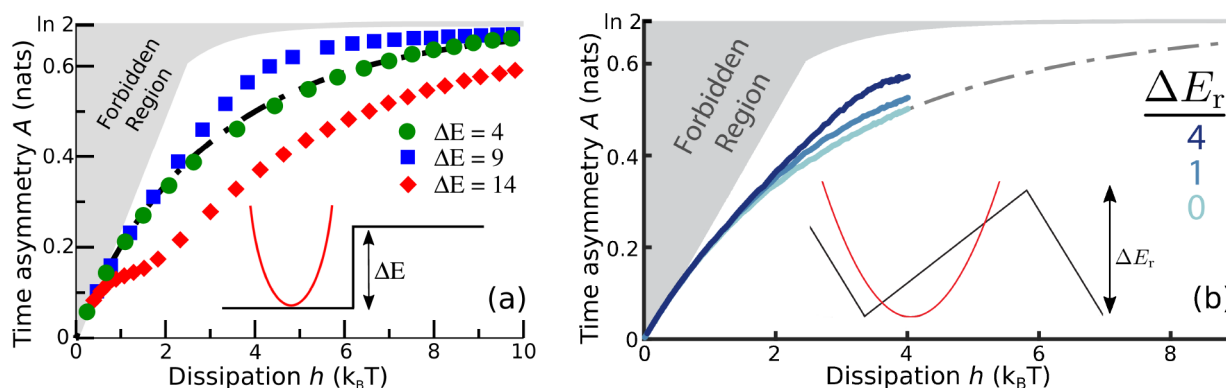 ln 2
0.6
0.4
0.2
0
Time asymmetry A (nats)
Forbidden
Region
ΔE = 4
ΔE = 9
ΔE = 14
ΔE
(a)
0 2 4 6 8 10
Dissipation h (kBT)
ln 2
0.6
0.4
0.2
0
Time asymmetry A (nats)
Forbidden
Region
ΔEr
4
1
0
ΔEr
(b)
0 2 4 6 8
Dissipation h (kBT)